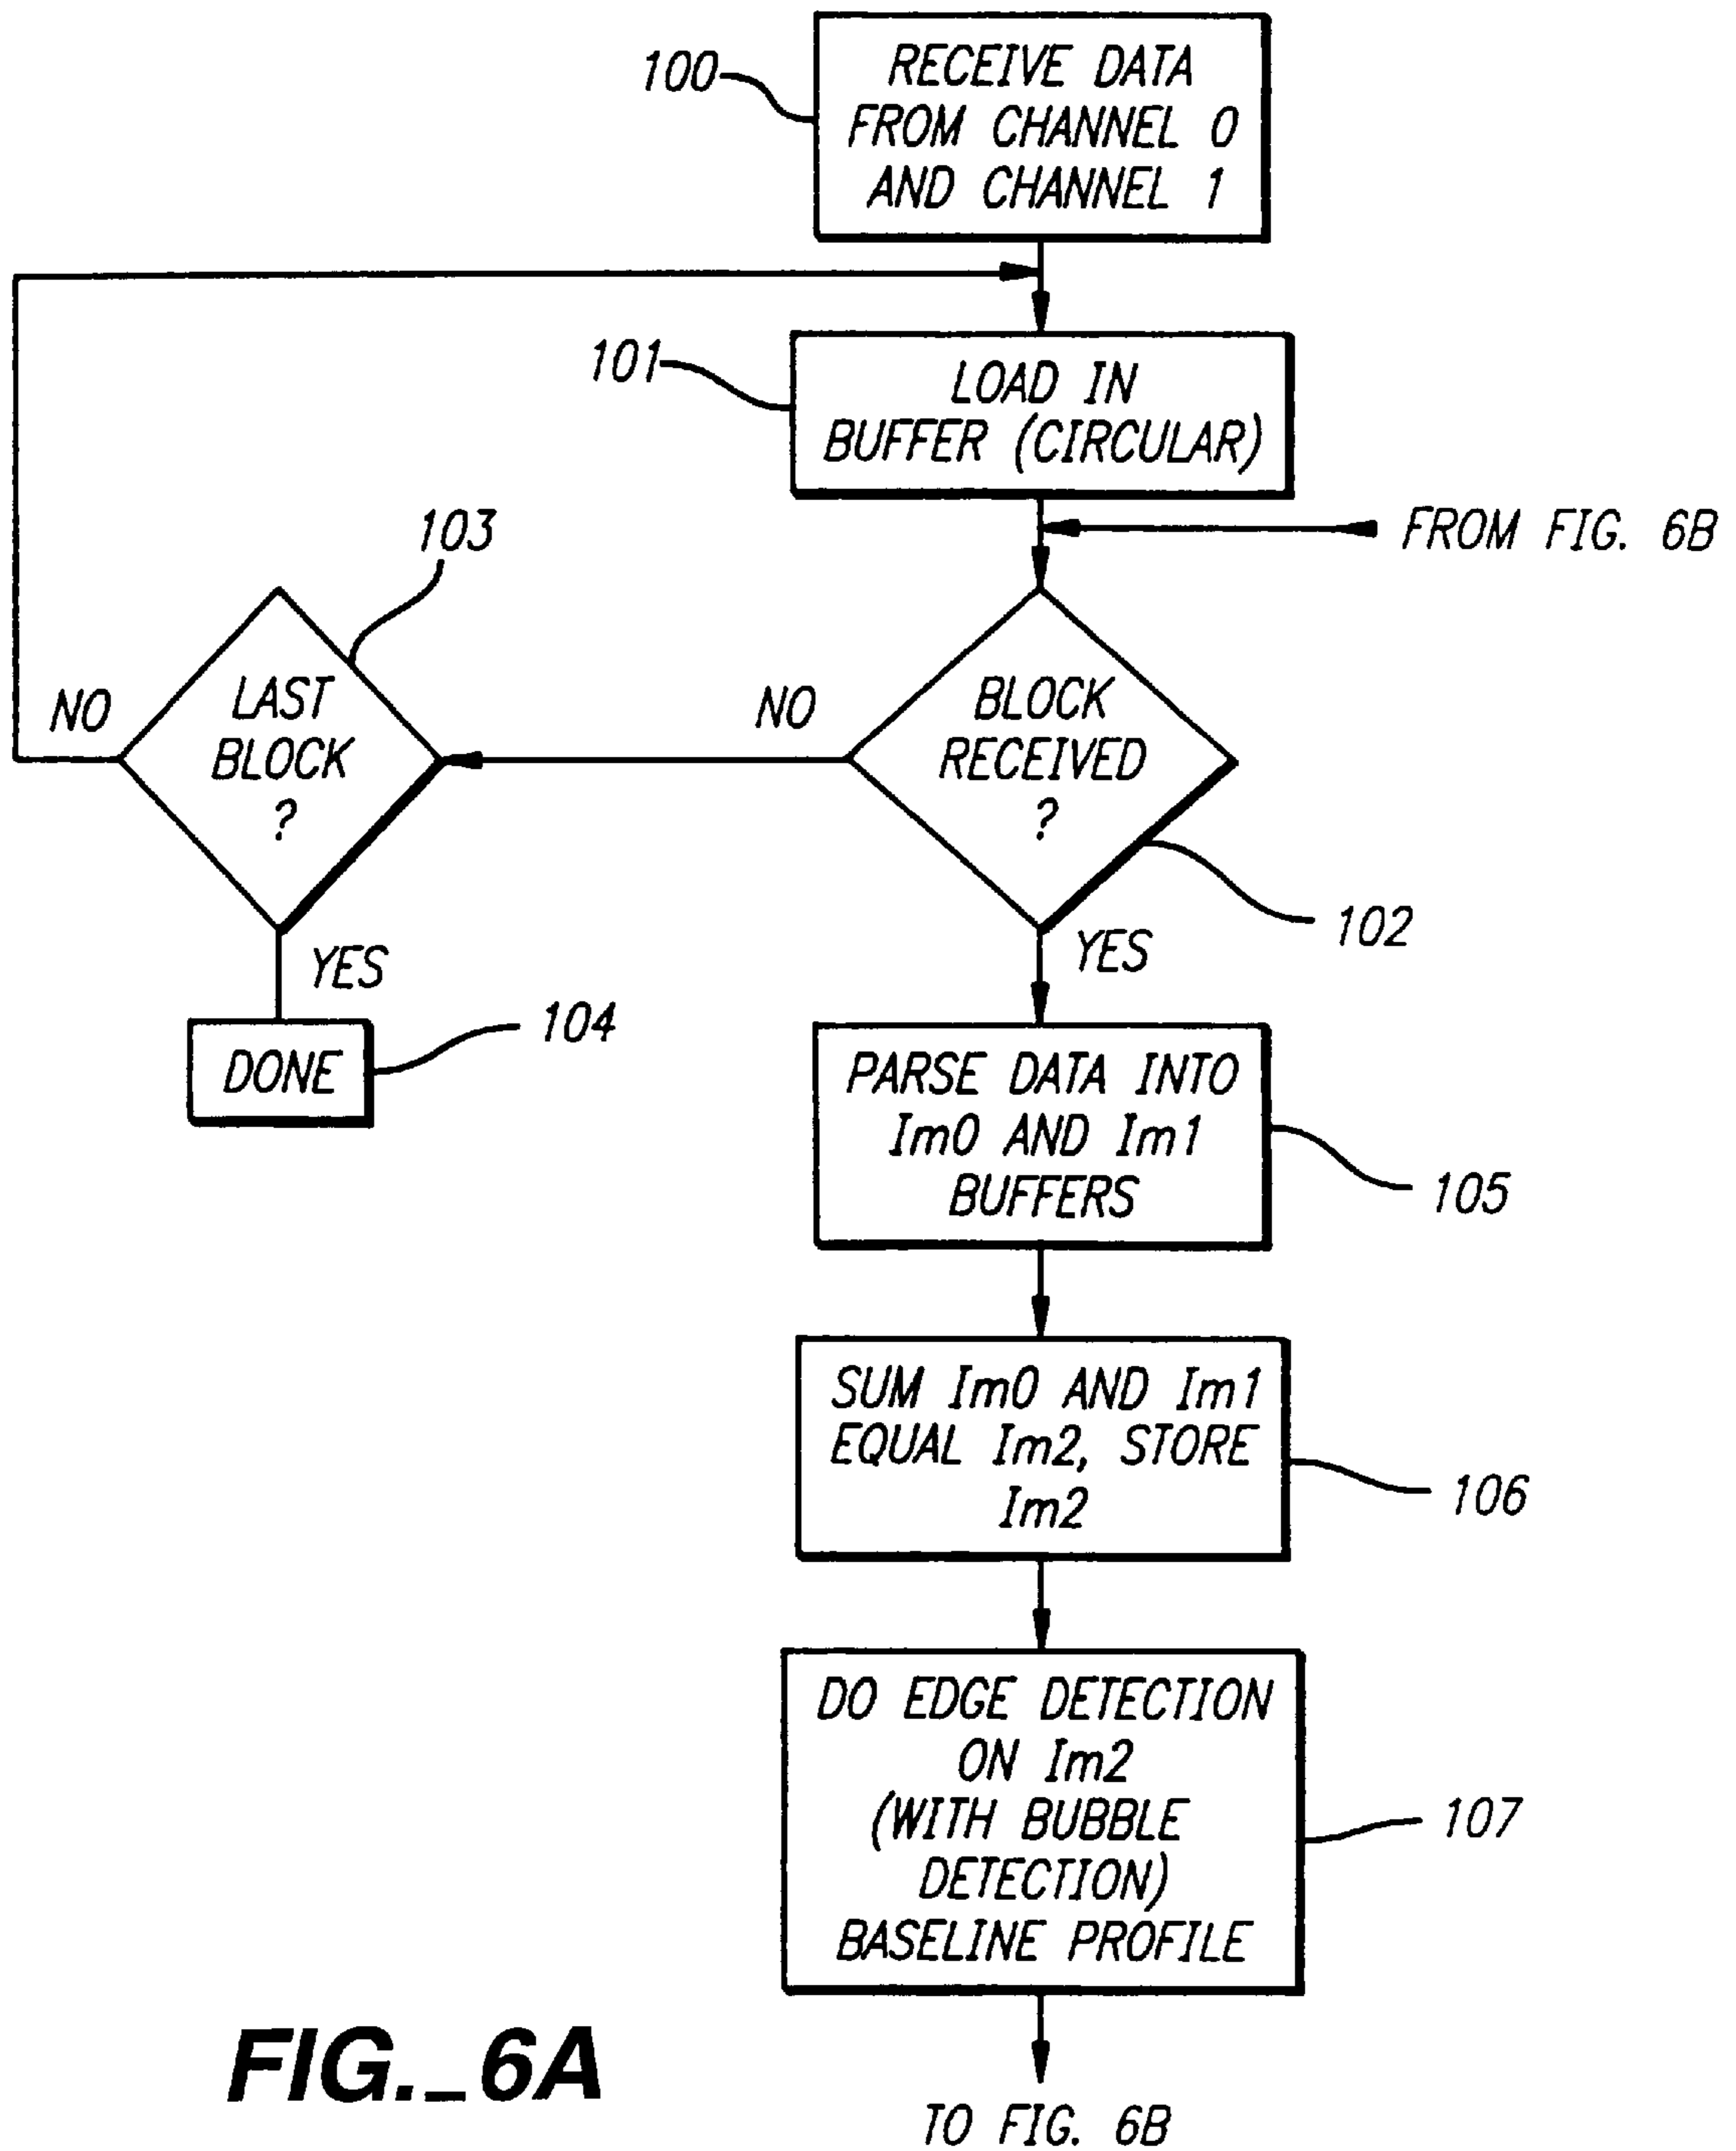 100
RECEIVE DATA
FROM CHANNEL 0
AND CHANNEL 1
101
LOAD IN
BUFFER (CIRCULAR)
FROM FIG. 6B
103
NO
LAST
BLOCK
?
NO
BLOCK
RECEIVED
?
102
YES
YES
DONE
104
PARSE DATA INTO
Im0 AND Im1
BUFFERS
105
SUM Im0 AND Im1
EQUAL Im2, STORE
Im2
106
DO EDGE DETECTION
ON Im2
(WITH BUBBLE
DETECTION)
BASELINE PROFILE
107
FIG._6A
TO FIG. 6B